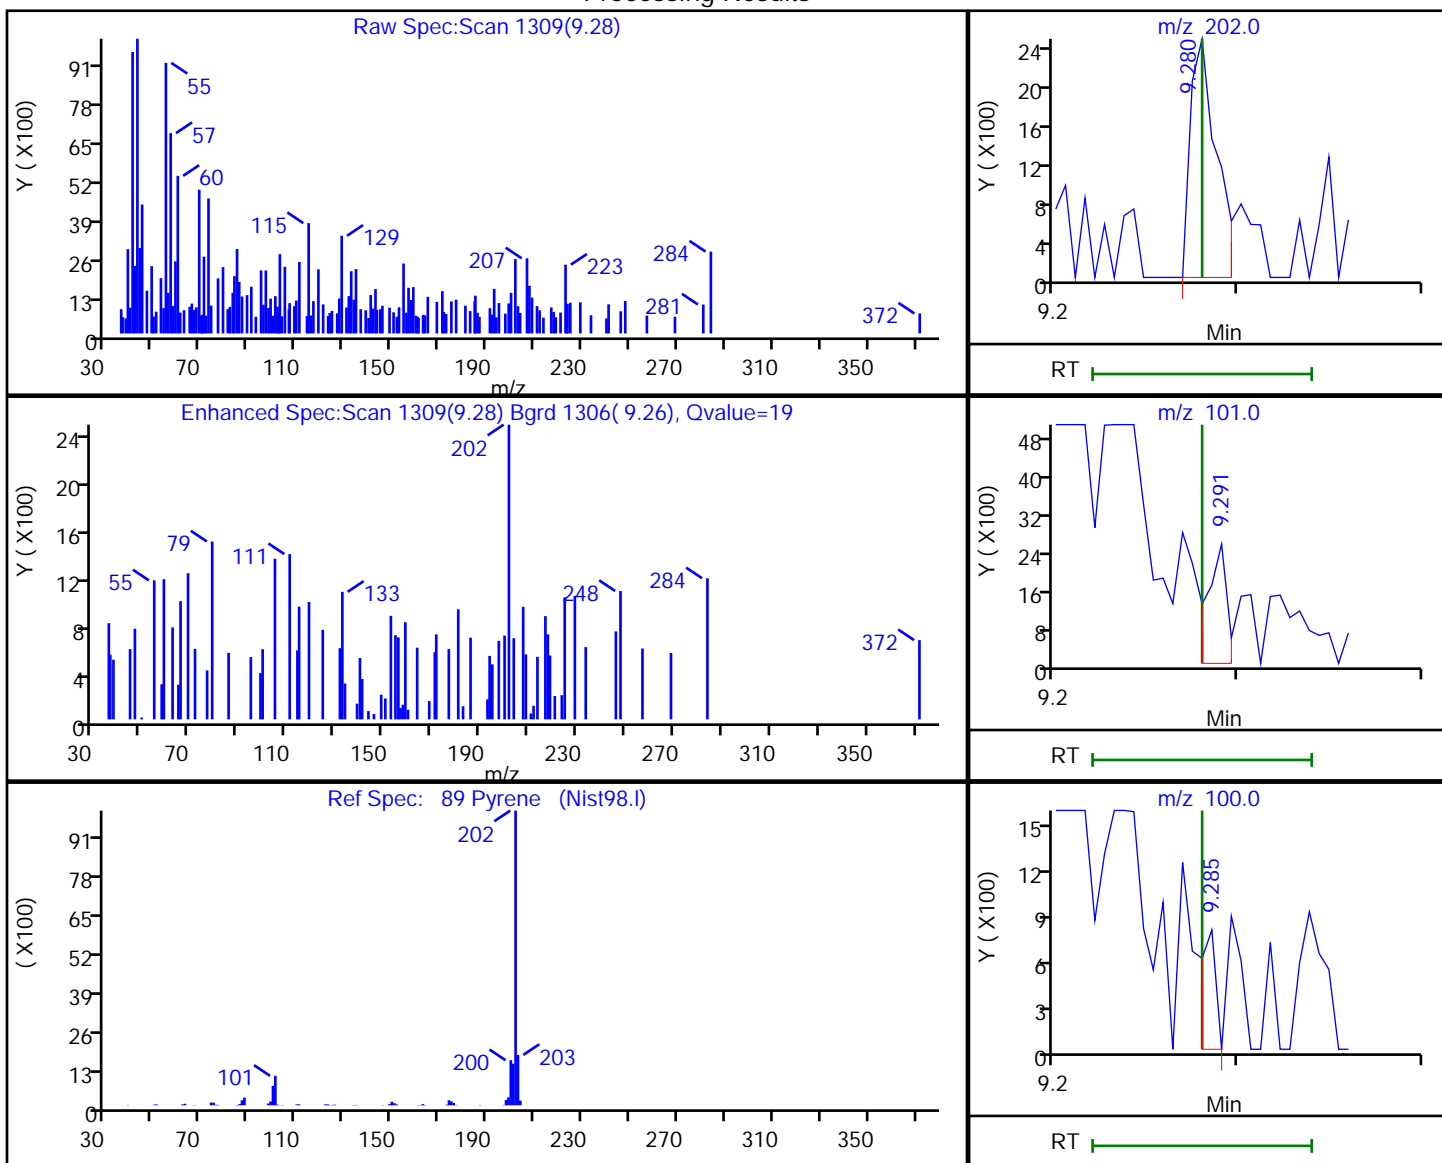 Processing Results
Raw Spec:Scan 1309(9.28)
Y ( X100)
91
78
65
52
39
26
13
0
55
57
60
115
129
207
223
284
281
372
30 70 110 150 190 230 270 310 350
m/z
m/z 202.0
Y ( X100)
24
20
16
12
8
4
0
9.280
9.2
Min
RT
Enhanced Spec:Scan 1309(9.28) Bgrd 1306( 9.26), Qvalue=19
Y ( X100)
24
20
16
12
8
4
0
202
79
111
55
133
248
284
372
30 70 110 150 190 230 270 310 350
m/z
m/z 101.0
Y ( X100)
48
40
32
24
16
8
0
9.291
9.2
Min
RT
Ref Spec: 89 Pyrene (Nist98.l)
( X100)
91
78
65
52
39
26
13
0
202
200
203
101
30 70 110 150 190 230 270 310 350
m/z 100.0
Y ( X100)
15
12
9
6
3
0
9.285
9.2
Min
RT